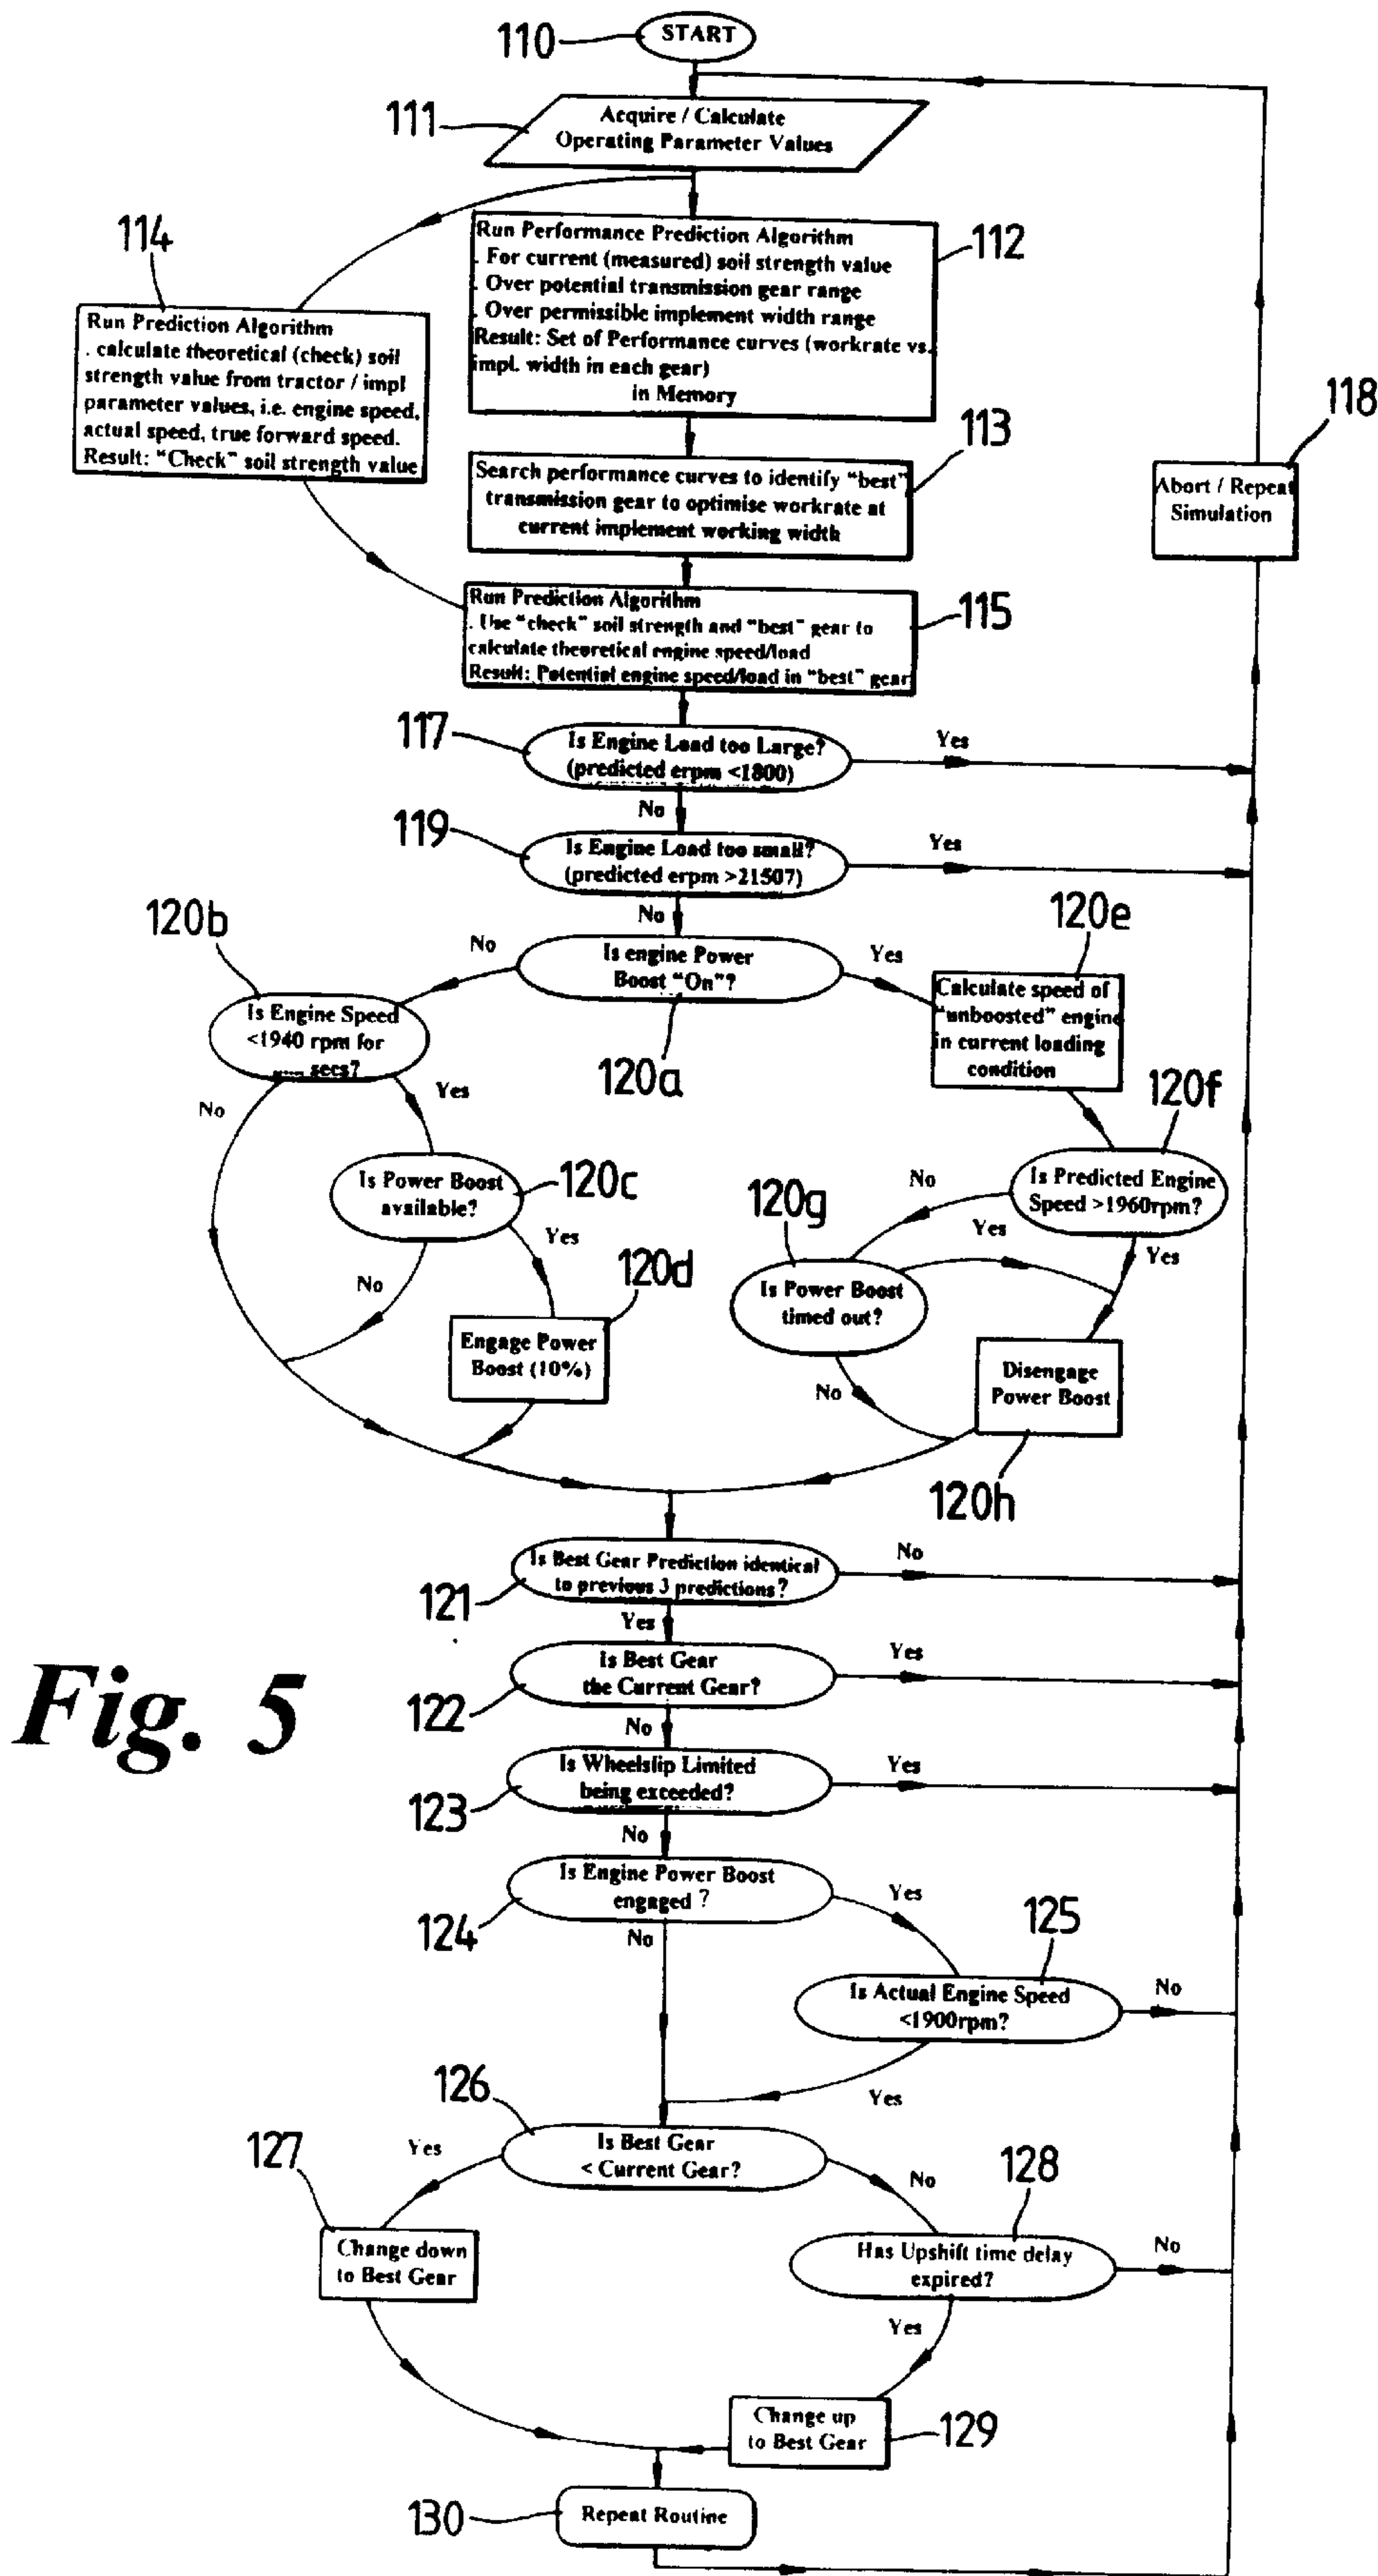 110
START
111
Acquire / Calculate
Operating Parameter Values
114
112
Run Performance Prediction Algorithm
. For current (measured) soil strength value
. Over potential transmission gear range
. Over permissible implement width range
Result: Set of Performance curves (workrate vs.
impl. width in each gear)
in Memory
Run Prediction Algorithm
. calculate theoretical (check) soil
strength value from tractor / impl
parameter values, i.e. engine speed,
actual speed, true forward speed.
Result: "Check" soil strength value
113
118
Search performance curves to identify "best"
transmission gear to optimise workrate at
current implement working width
Abort / Repeat
Simulation
115
Run Prediction Algorithm
. Use "check" soil strength and "best" gear to
calculate theoretical engine speed/load
Result: Potential engine speed/load in "best" gear
117
Is Engine Load too Large?
(predicted erpm <1800)
Yes
No
119
Is Engine Load too small?
(predicted erpm >21507)
Yes
No
120b
120e
No
Is engine Power
Boost "On"?
Yes
120a
Is Engine Speed
<1940 rpm for
secs?
Calculate speed of
"unboosted" engine
in current loading
condition
No
Yes
120f
Is Power Boost
available?
120c
Is Predicted Engine
Speed >1960rpm?
No
120g
Yes
Yes
Yes
No
120d
Is Power Boost
timed out?
Engage Power
Boost (10%)
No
Disengage
Power Boost
120h
Is Best Gear Prediction identical
to previous 3 predictions?
No
121
Yes
Is Best Gear
the Current Gear?
Yes
122
No
Fig. 5
Is Wheelslip Limited
being exceeded?
Yes
123
No
Is Engine Power Boost
engaged ?
Yes
124
No
125
Is Actual Engine Speed
<1900rpm?
No
Yes
126
Is Best Gear
< Current Gear?
Yes
No
127
128
Change down
to Best Gear
Has Upshift time delay
expired?
No
Yes
Change up
to Best Gear
129
130
Repeat Routine